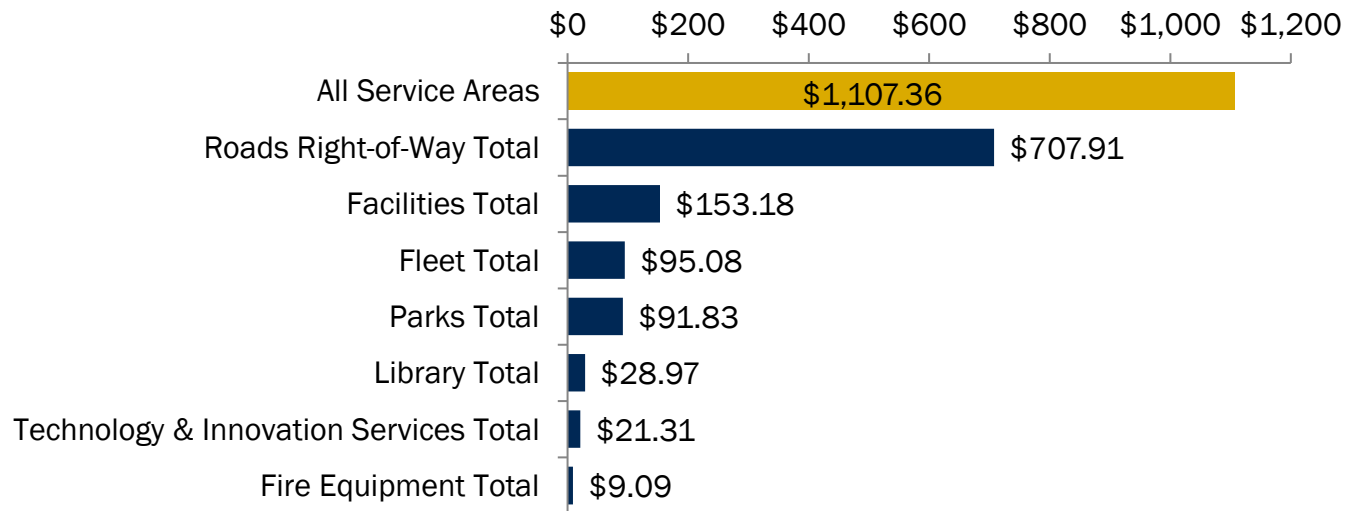 $0 $200 $400 $600 $800 $1,000 $1,200
All Service Areas $1,107.36
Roads Right-of-Way Total $707.91
Facilities Total $153.18
Fleet Total $95.08
Parks Total $91.83
Library Total $28.97
Technology & Innovation Services Total $21.31
Fire Equipment Total $9.09